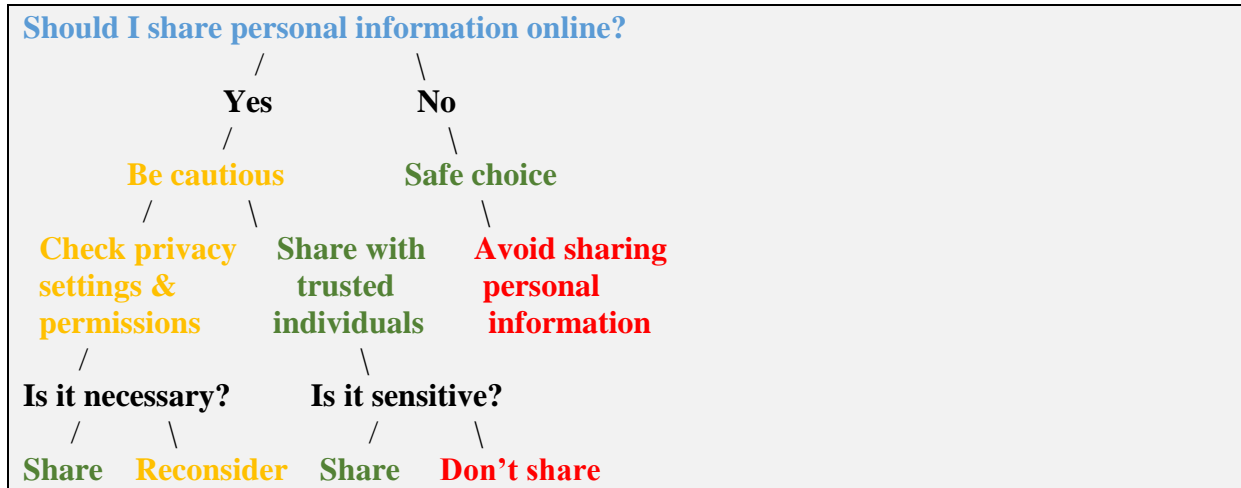 Should I share personal information online?
Yes No
Be cautious Safe choice
Check privacy Share with Avoid sharing
settings & trusted personal
permissions individuals information
Is it necessary? Is it sensitive?
Share Reconsider Share Don’t share